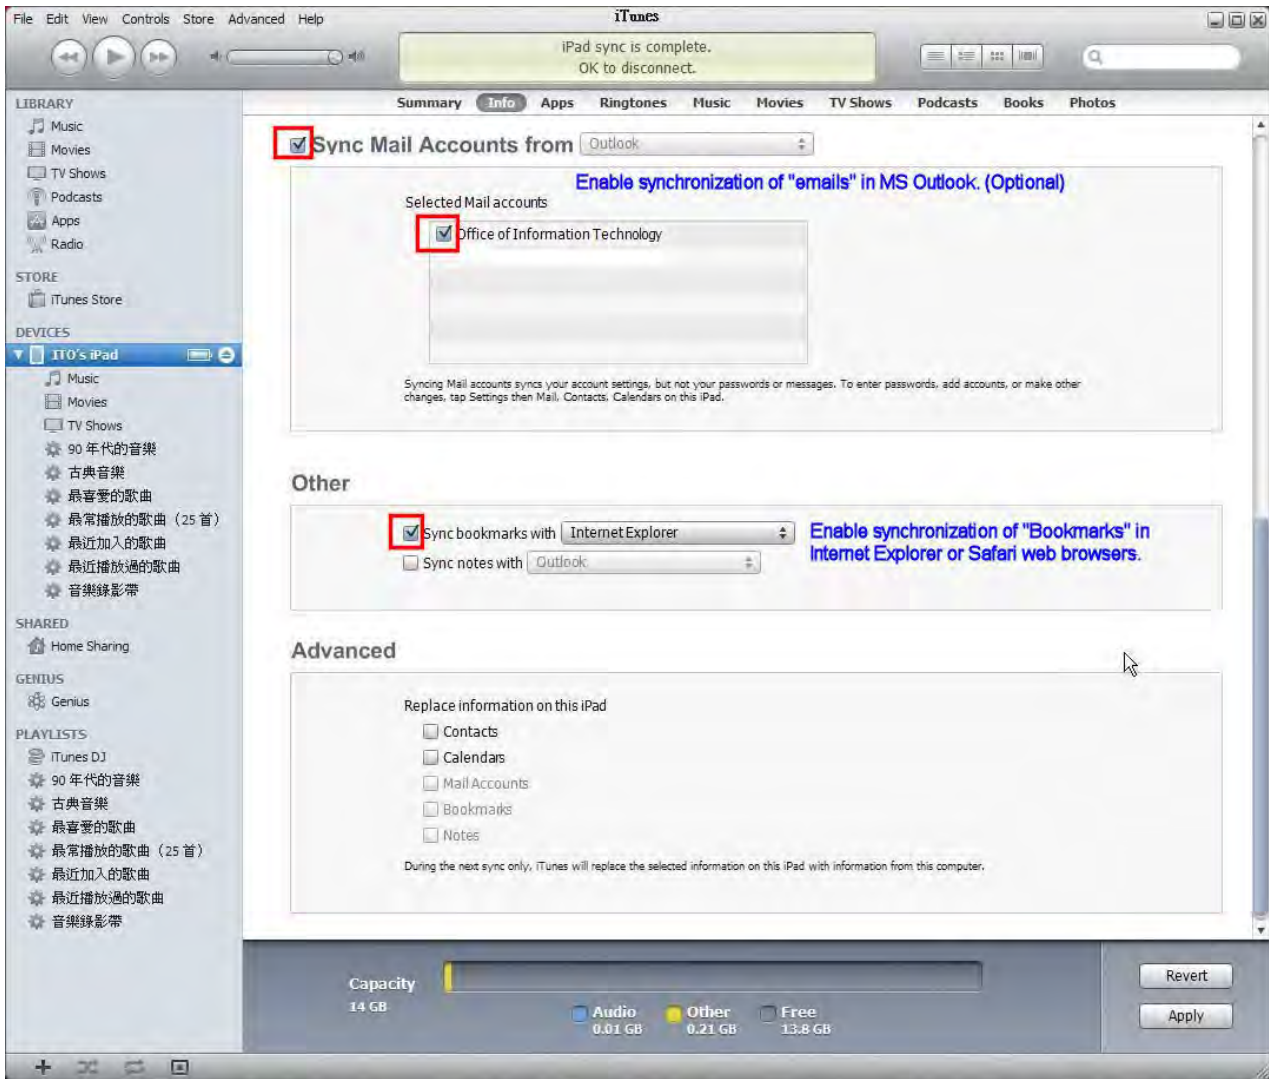 iTunes
File Edit View Controls Store Advanced Help
iPad sync is complete.
OK to disconnect.
LIBRARY
Music
Movies
TV Shows
Podcasts
Apps
Radio
STORE
iTunes Store
DEVICES
ITO's iPad
Music
Movies
TV Shows
90 年代的音樂
古典音樂
最喜愛的歌曲
最常播放的歌曲（25 首）
最近加入的歌曲
最近播放過的歌曲
音樂錄影帶
SHARED
Home Sharing
GENIUS
Genius
PLAYLISTS
iTunes DJ
90 年代的音樂
古典音樂
最喜愛的歌曲
最常播放的歌曲（25 首）
最近加入的歌曲
最近播放過的歌曲
音樂錄影帶
Summary Info Apps Ringtones Music Movies TV Shows Podcasts Books Photos
Sync Mail Accounts from Outlook
Enable synchronization of "emails" in MS Outlook. (Optional)
Selected Mail accounts
Office of Information Technology
Syncing Mail accounts syncs your account settings, but not your passwords or messages. To enter passwords, add accounts, or make other
changes, tap Settings then Mail, Contacts, Calendars on this iPad.
Other
Sync bookmarks with Internet Explorer
Enable synchronization of "Bookmarks" in
Internet Explorer or Safari web browsers.
Sync notes with Outlook
Advanced
Replace information on this iPad
Contacts
Calendars
Mail Accounts
Bookmarks
Notes
During the next sync only, iTunes will replace the selected information on this iPad with information from this computer.
Capacity
14 GB
Audio
0.01 GB
Other
0.21 GB
Free
13.8 GB
Revert
Apply